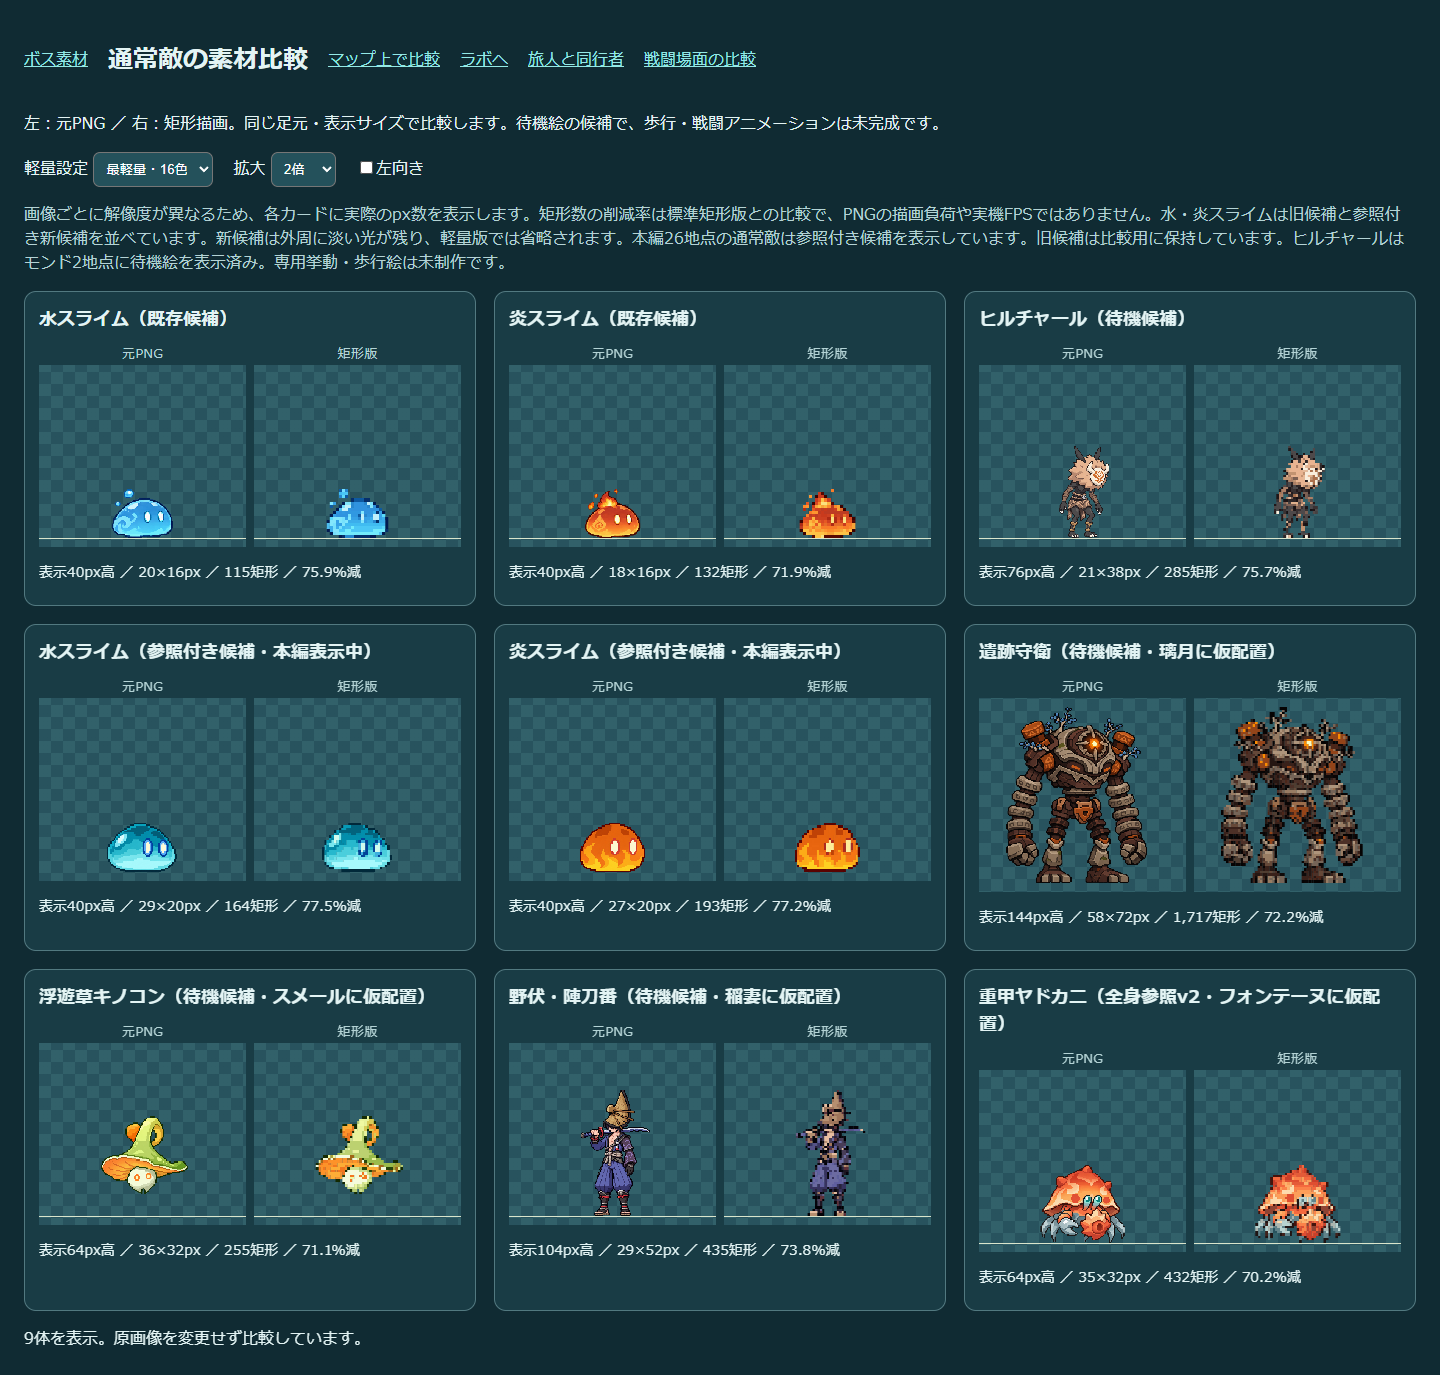 ボス素材 通常敵の素材比較 マップ上で比較 ラボへ 旅人と同行者 戦闘場面の比較
左：元PNG ／ 右：矩形描画。同じ足元・表示サイズで比較します。待機絵の候補で、歩行・戦闘アニメーションは未完成です。
軽量設定 最軽量・16色 拡大 2倍 左向き
画像ごとに解像度が異なるため、各カードに実際のpx数を表示します。矩形数の削減率は標準矩形版との比較で、PNGの描画負荷や実機FPSではありません。水・炎スライムは旧候補と参照付
き新候補を並べています。新候補は外周に淡い光が残り、軽量版では省略されます。本編26地点の通常敵は参照付き候補を表示しています。旧候補は比較用に保持しています。ヒルチャールは
モンド2地点に待機絵を表示済み。専用挙動・歩行絵は未制作です。
水スライム（既存候補）
元PNG 矩形版
表示40px高 ／ 20×16px ／ 115矩形 ／ 75.9%減
炎スライム（既存候補）
元PNG 矩形版
表示40px高 ／ 18×16px ／ 132矩形 ／ 71.9%減
ヒルチャール（待機候補）
元PNG 矩形版
表示76px高 ／ 21×38px ／ 285矩形 ／ 75.7%減
水スライム（参照付き候補・本編表示中）
元PNG 矩形版
表示40px高 ／ 29×20px ／ 164矩形 ／ 77.5%減
炎スライム（参照付き候補・本編表示中）
元PNG 矩形版
表示40px高 ／ 27×20px ／ 193矩形 ／ 77.2%減
遺跡守衛（待機候補・璃月に仮配置）
元PNG 矩形版
表示144px高 ／ 58×72px ／ 1,717矩形 ／ 72.2%減
浮遊草キノコン（待機候補・スメールに仮配置）
元PNG 矩形版
表示64px高 ／ 36×32px ／ 255矩形 ／ 71.1%減
野伏・陣刀番（待機候補・稲妻に仮配置）
元PNG 矩形版
表示104px高 ／ 29×52px ／ 435矩形 ／ 73.8%減
重甲ヤドカニ（全身参照v2・フォンテーヌに仮配
置）
元PNG 矩形版
表示64px高 ／ 35×32px ／ 432矩形 ／ 70.2%減
9体を表示。原画像を変更せず比較しています。